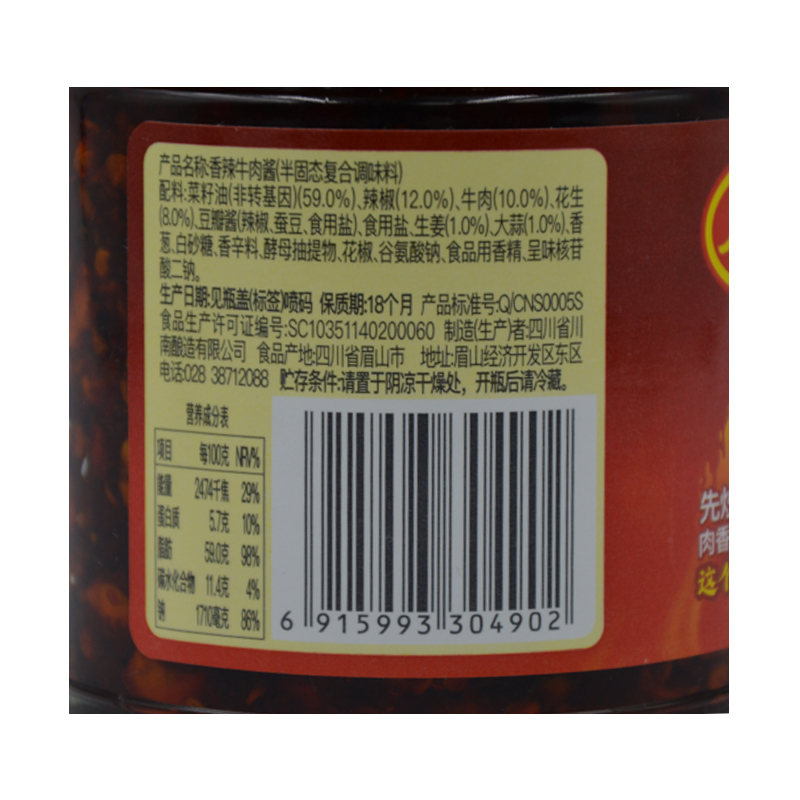 产品名称:香辣牛肉酱(半固态复合调味料)
配料:菜籽油(非转基因)(59.0%)、辣椒(12.0%)、牛肉(10.0%)、花生
(8.0%)、豆瓣酱(辣椒、蚕豆、食用盐)、食用盐、生姜(1.0%)、大蒜(1.0%)、香
葱、白砂糖、香辛料、酵母抽提物、花椒、谷氨酸钠、食品用香精、呈味核苷
酸二钠。
生产日期:见瓶盖(标签)喷码 保质期:18个月 产品标准号:Q/CNS0005S
食品生产许可证编号:SC10351140200060 制造(生产)者:四川省川
南酿造有限公司 食品产地:四川省眉山市 地址:眉山经济开发区东区
电话:028 38712088 贮存条件:请置于阴凉干燥处，开瓶后请冷藏。
营养成分表
项目 每100克 NRV%
能量 2474千焦 29%
蛋白质 5.7克 10%
脂肪 59.0克 98%
碳水化合物 11.4克 4%
钠 1710毫克 86%
6 915993 304902
先
肉香
这个